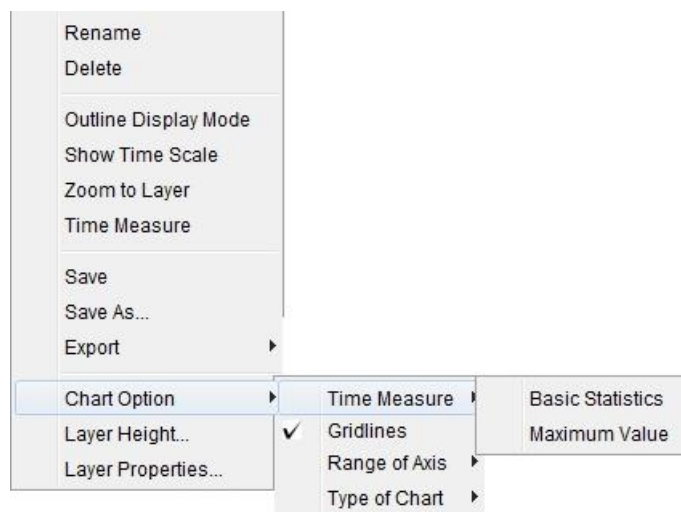 Rename
Delete
Outline Display Mode
Show Time Scale
Zoom to Layer
Time Measure
Save
Save As...
Export
Chart Option
Layer Height...
Layer Properties...
Time Measure
Gridlines
Range of Axis
Type of Chart
Basic Statistics
Maximum Value